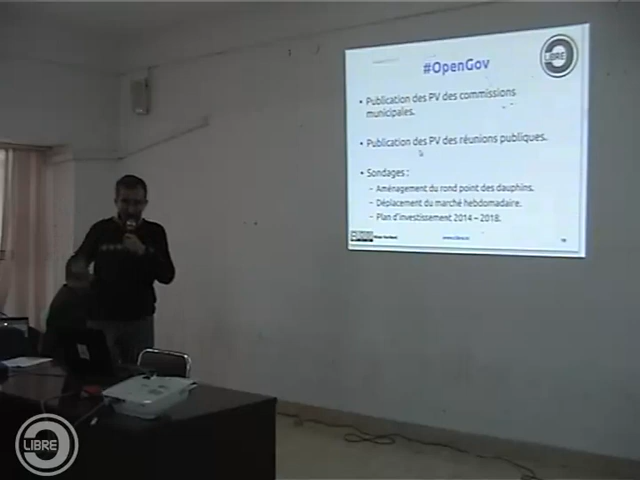 LIBRE
#OpenGov
• Publication des PV des commissions
municipales.
• Publication des PV des réunions publiques.
• Sondages :
– Aménagement du rond point des dauphins.
– Déplacement du marché hebdomadaire.
– Plan d'investissement 2014 – 2018.
LIBRE